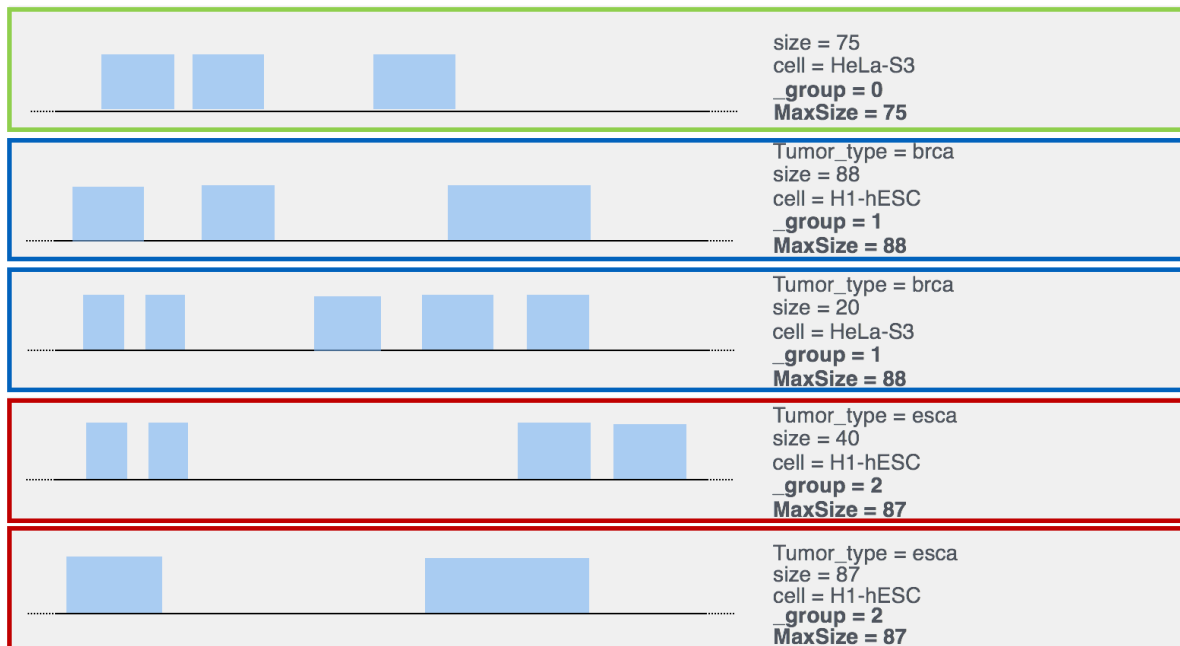 size = 75
cell = HeLa-S3
_group = 0
MaxSize = 75
Tumor_type = brca
size = 88
cell = H1-hESC
_group = 1
MaxSize = 88
Tumor_type = brca
size = 20
cell = HeLa-S3
_group = 1
MaxSize = 88
Tumor_type = esca
size = 40
cell = H1-hESC
_group = 2
MaxSize = 87
Tumor_type = esca
size = 87
cell = H1-hESC
_group = 2
MaxSize = 87